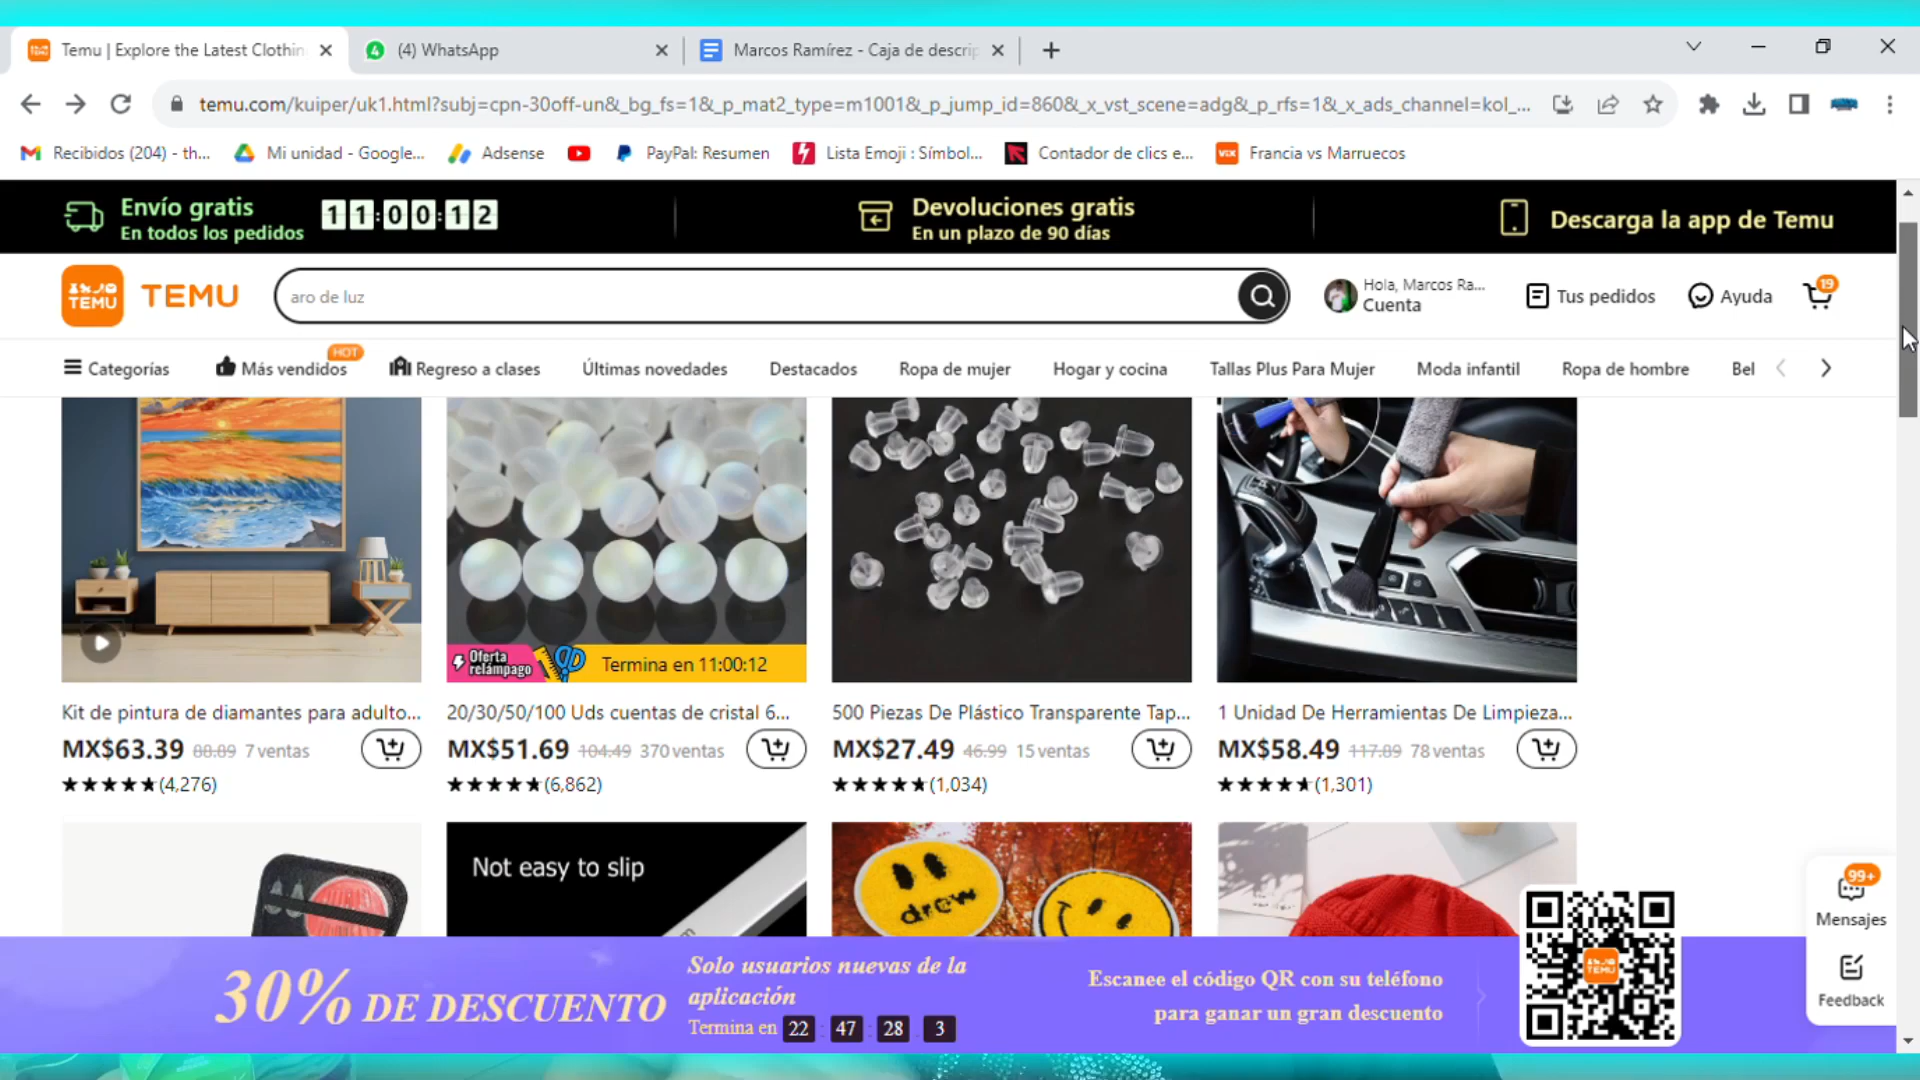 Temu | Explore the Latest Clothin
(4) WhatsApp
Marcos Ramírez - Caja de descrip
temu.com/kuiper/uk1.html?subj=cpn-30off-un&_bg_fs=1&_p_mat2_type=m1001&_p_jump_id=860&_x_vst_scene=adg&_p_rfs=1&_x_ads_channel=kol_...
Recibidos (204) - th...
Mi unidad - Google...
Adsense
PayPal: Resumen
Lista Emoji : Símbol...
Contador de clics e...
VIX
Francia vs Marruecos
Envío gratis
En todos los pedidos
11:00:12
Devoluciones gratis
En un plazo de 90 días
Descarga la app de Temu
TEMU
TEMU
aro de luz
Hola, Marcos Ra...
Cuenta
Tus pedidos
Ayuda
19
Categorías
Más vendidos
HOT
Regreso a clases
Últimas novedades
Destacados
Ropa de mujer
Hogar y cocina
Tallas Plus Para Mujer
Moda infantil
Ropa de hombre
Bel
Oferta
relámpago
Termina en 11:00:12
Kit de pintura de diamantes para adulto...
MX$63.39 88.89 7 ventas
(4,276)
20/30/50/100 Uds cuentas de cristal 6...
MX$51.69 104.49 370 ventas
(6,862)
500 Piezas De Plástico Transparente Tap...
MX$27.49 46.99 15 ventas
(1,034)
1 Unidad De Herramientas De Limpieza...
MX$58.49 117.89 78 ventas
(1,301)
Not easy to slip
drew
30% DE DESCUENTO
Solo usuarios nuevas de la
aplicación
Termina en 22 : 47 : 28 . 3
Escanee el código QR con su teléfono
para ganar un gran descuento
TEMU
99+
Mensajes
Feedback